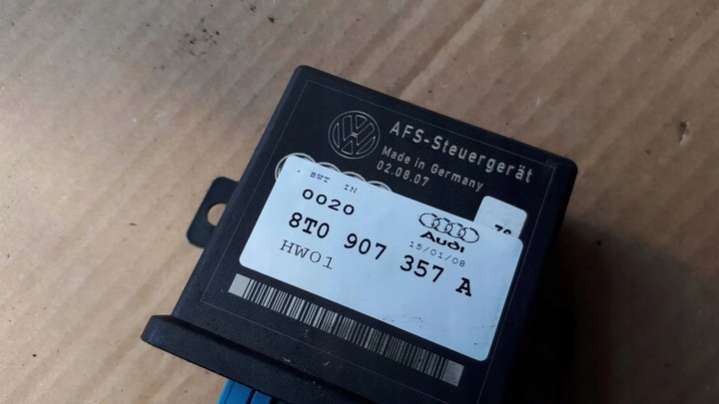 AFS-Steuergerät
Made in Germany
02.08.07
0020
Audi
15/01/08
8T0 907 357 A
HW01